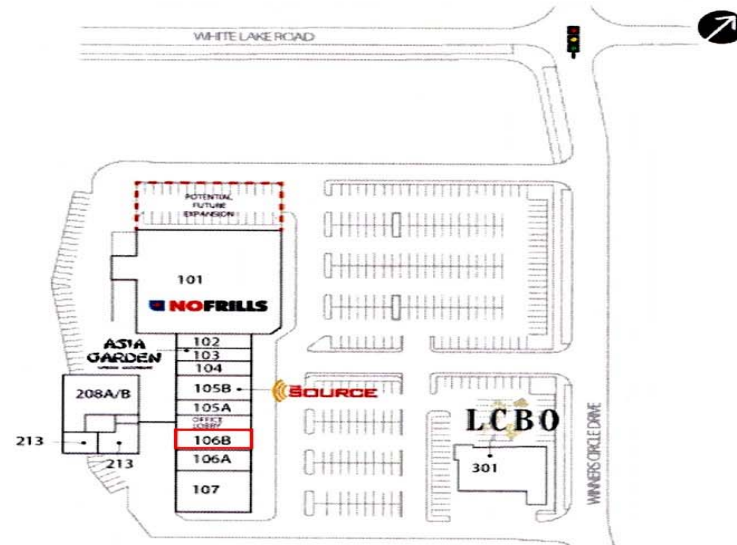 WHITE LAKE ROAD
POTENTIAL
FUTURE
EXPANSION
101
NOFRILLS
ASIA
GARDEN
102
103
104
105B
THE SOURCE
208A/B
105A
OFFICE
LOBBY
106B
213
213
106A
107
LCBO
301
WINNERS CIRCLE DRIVE